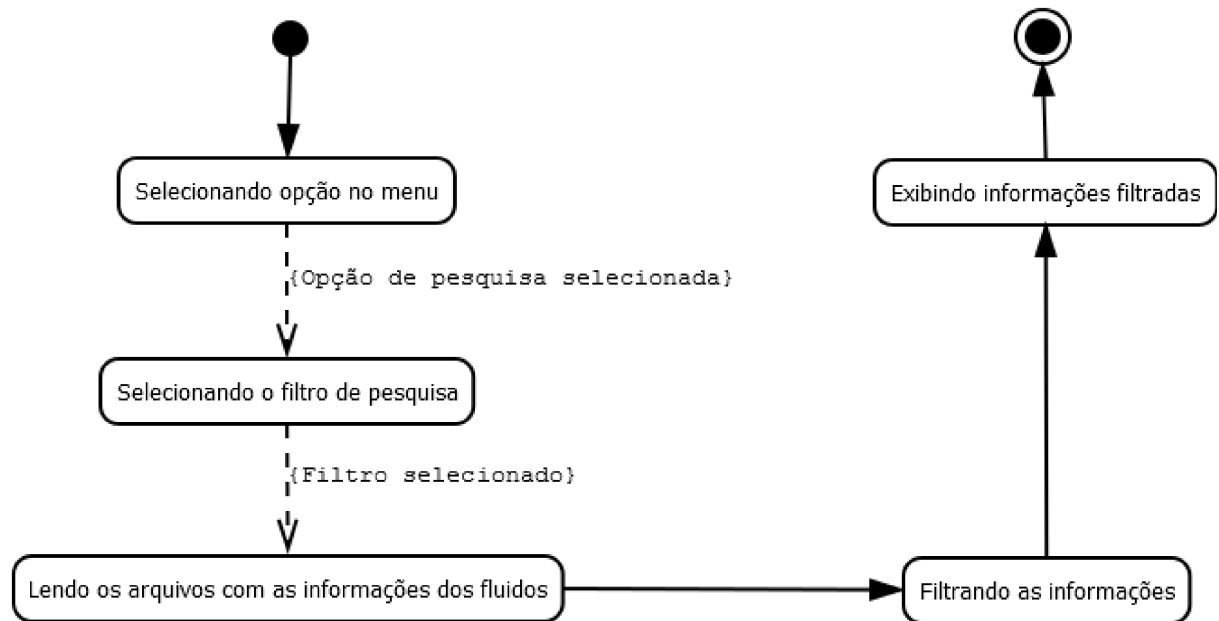 Selecionando opção no menu
{Opção de pesquisa selecionada}
Selecionando o filtro de pesquisa
{Filtro selecionado}
Lendo os arquivos com as informações dos fluidos
Filtrando as informações
Exibindo informações filtradas